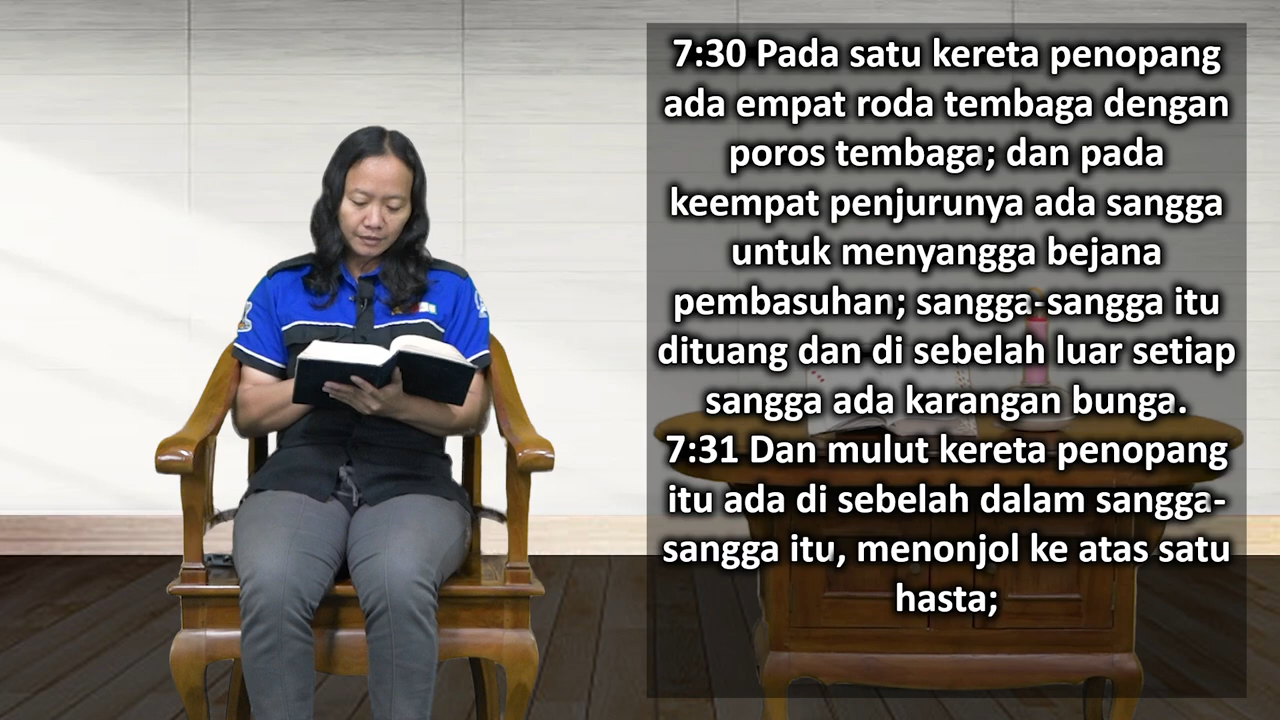 7:30 Pada satu kereta penopang
ada empat roda tembaga dengan
poros tembaga; dan pada
keempat penjurunya ada sangga
untuk menyangga bejana
pembasuhan; sangga-sangga itu
dituang dan di sebelah luar setiap
sangga ada karangan bunga.
7:31 Dan mulut kereta penopang
itu ada di sebelah dalam sangga-
sangga itu, menonjol ke atas satu
hasta;